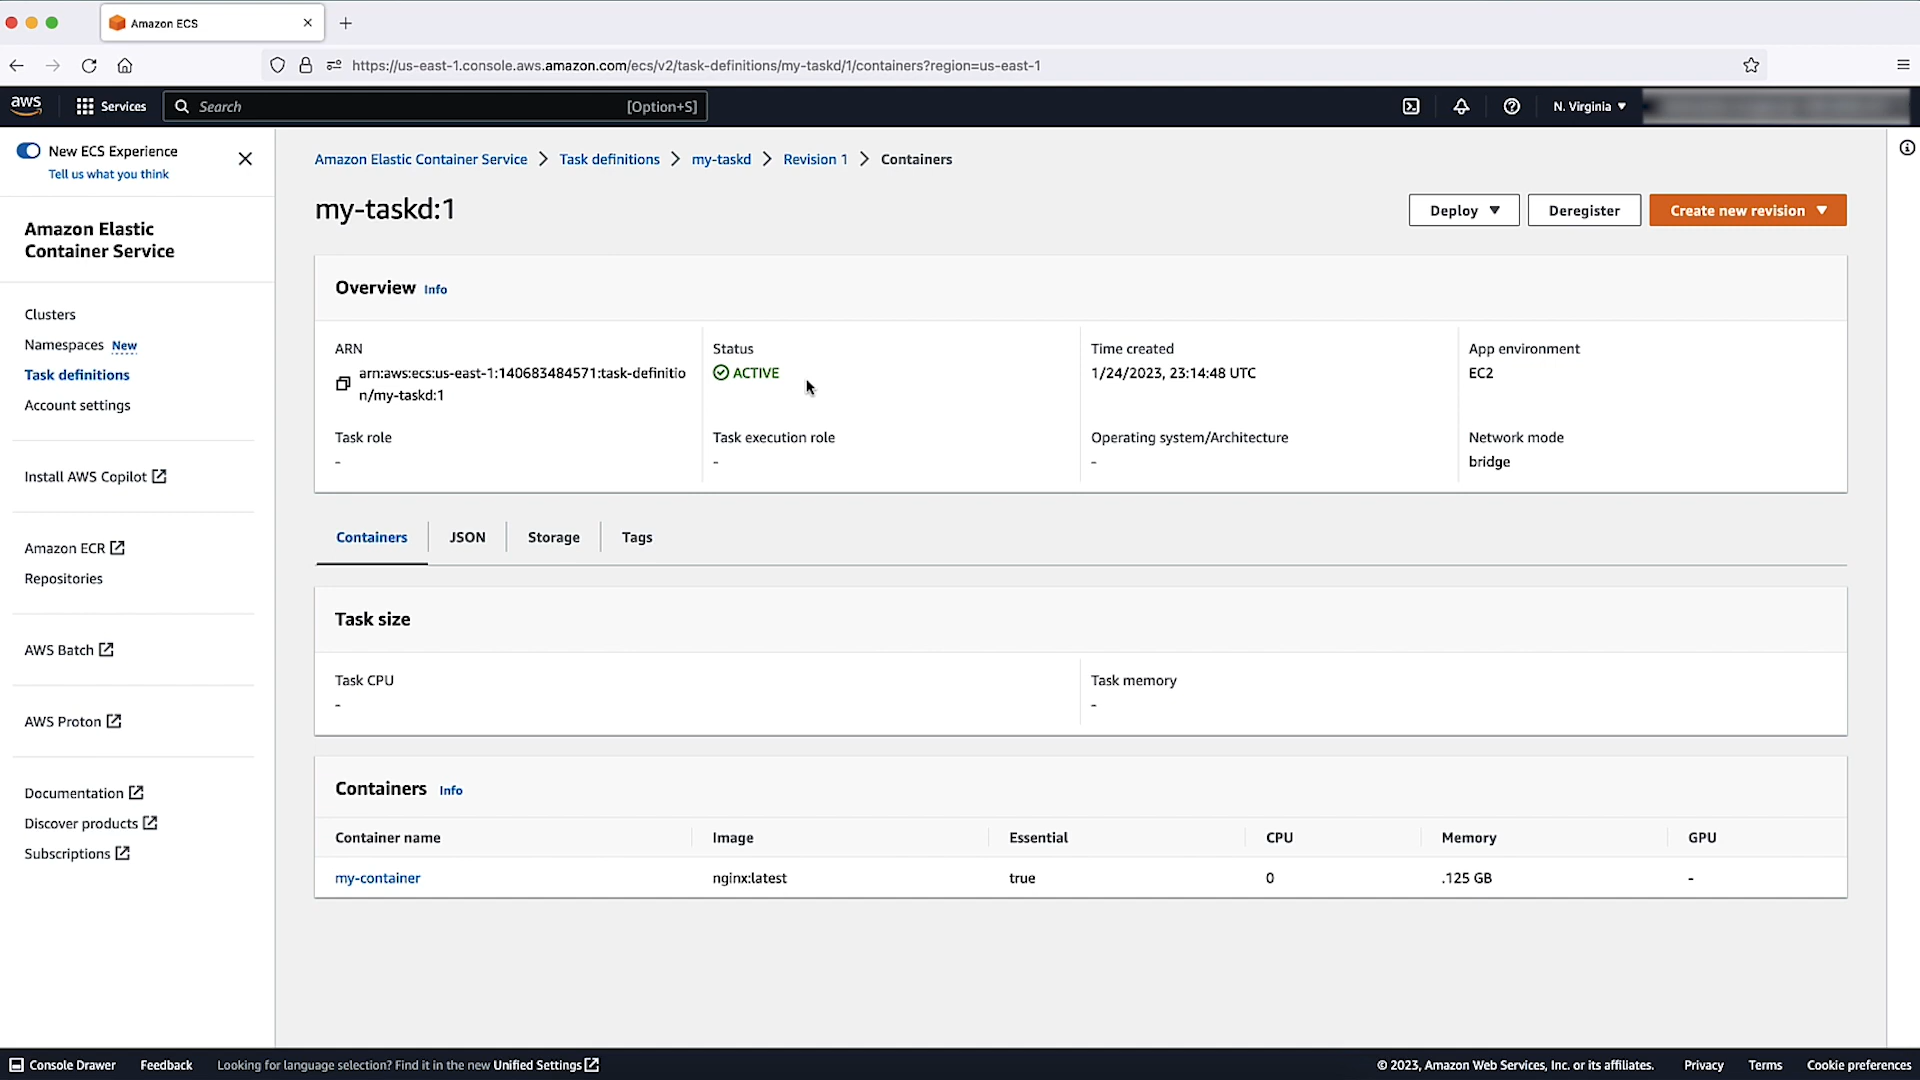 Amazon ECS
https://us-east-1.console.aws.amazon.com/ecs/v2/task-definitions/my-taskd/1/containers?region=us-east-1
aws Services Search [Option+S] N. Virginia
New ECS Experience
Tell us what you think
Amazon Elastic
Container Service
Clusters
Namespaces New
Task definitions
Account settings
Install AWS Copilot
Amazon ECR
Repositories
AWS Batch
AWS Proton
Documentation
Discover products
Subscriptions
Amazon Elastic Container Service > Task definitions > my-taskd > Revision 1 > Containers
my-taskd:1
Deploy Deregister Create new revision
Overview Info
ARN
arn:aws:ecs:us-east-1:140683484571:task-definitio
n/my-taskd:1
Status
ACTIVE
Time created
1/24/2023, 23:14:48 UTC
App environment
EC2
Task role
-
Task execution role
-
Operating system/Architecture
-
Network mode
bridge
Containers JSON Storage Tags
Task size
Task CPU
-
Task memory
-
Containers Info
Container name Image Essential CPU Memory GPU
my-container nginx:latest true 0 .125 GB -
Console Drawer Feedback Looking for language selection? Find it in the new Unified Settings © 2023, Amazon Web Services, Inc. or its affiliates. Privacy Terms Cookie preferences